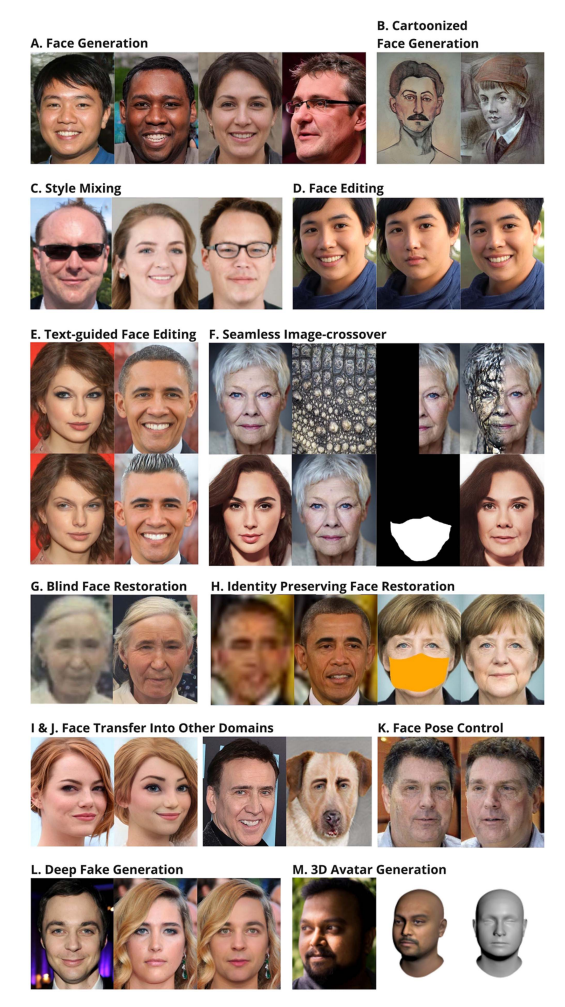 A. Face Generation
B. Cartoonized
Face Generation
C. Style Mixing
D. Face Editing
E. Text-guided Face Editing
F. Seamless Image-crossover
G. Blind Face Restoration
H. Identity Preserving Face Restoration
I & J. Face Transfer Into Other Domains
K. Face Pose Control
L. Deep Fake Generation
M. 3D Avatar Generation